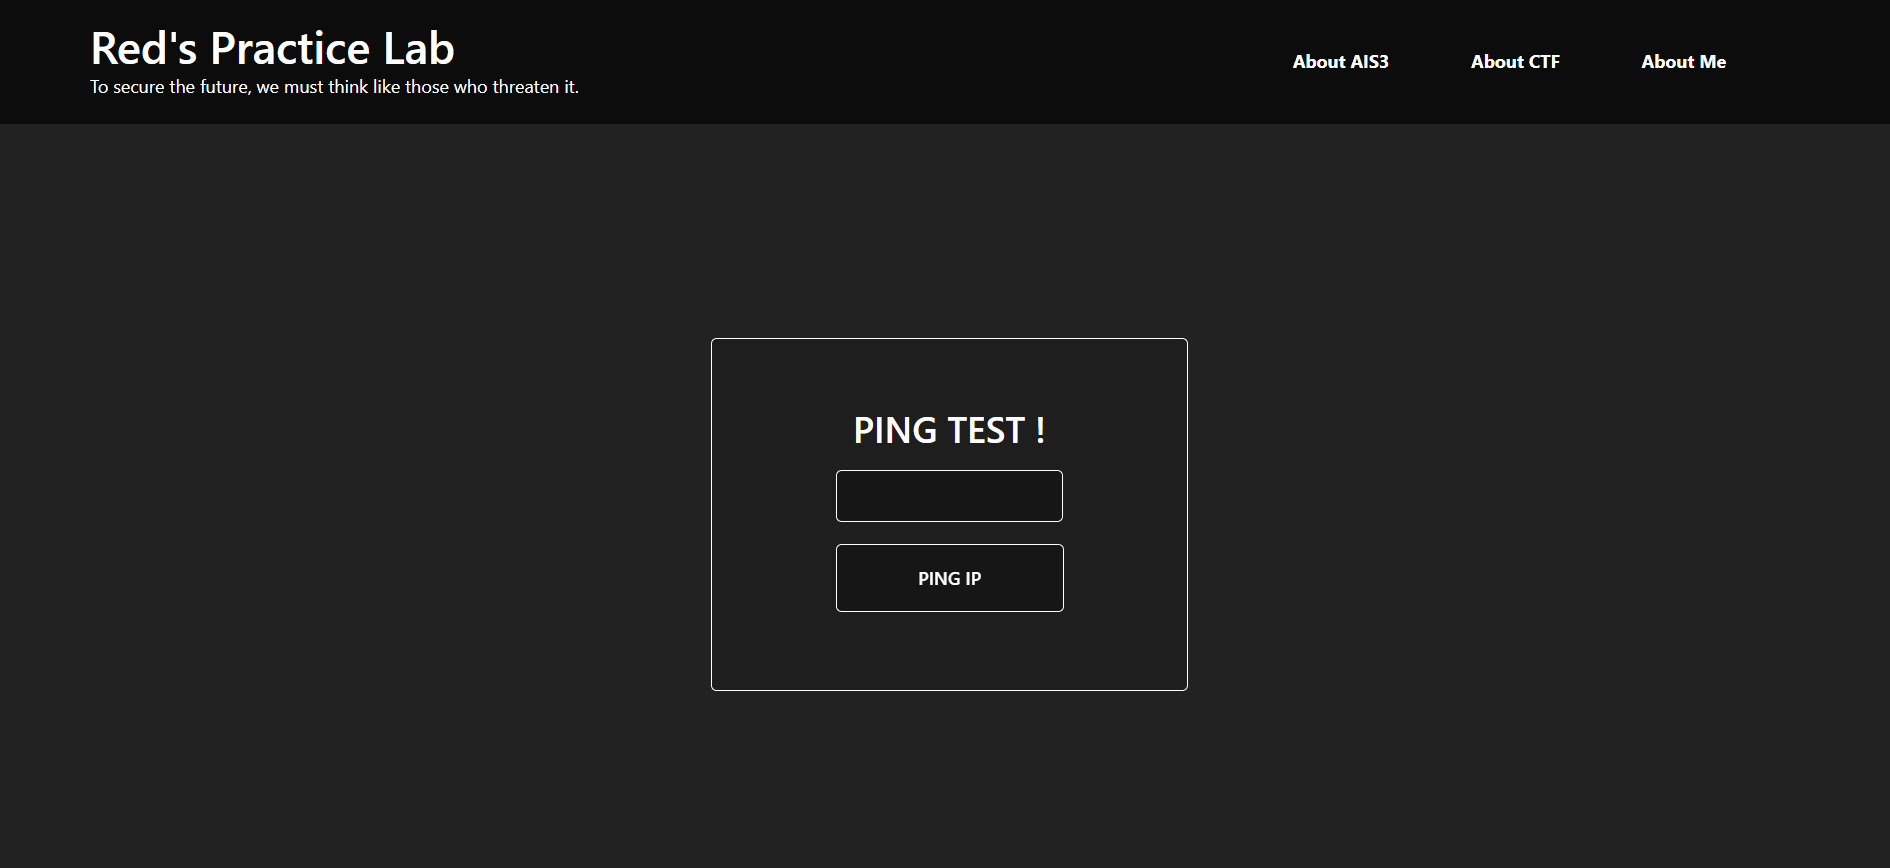 Red's Practice Lab
To secure the future, we must think like those who threaten it.
About AIS3
About CTF
About Me
PING TEST !
PING IP